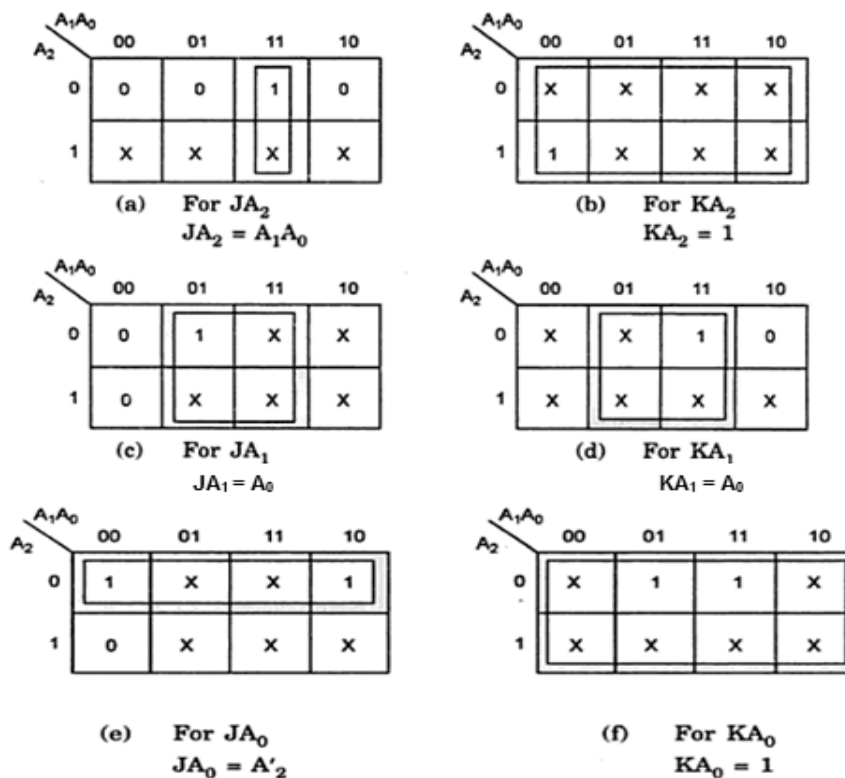 A₁A₀ 00 01 11 10
A₂
0 0 0 1 0
1 X X X X
(a) For JA₂
JA₂ = A₁A₀
A₁A₀ 00 01 11 10
A₂
0 X X X X
1 1 X X X
(b) For KA₂
KA₂ = 1
A₁A₀ 00 01 11 10
A₂
0 0 1 X X
1 0 X X X
(c) For JA₁
JA₁ = A₀
A₁A₀ 00 01 11 10
A₂
0 X X 1 0
1 X X X X
(d) For KA₁
KA₁ = A₀
A₁A₀ 00 01 11 10
A₂
0 1 X X 1
1 0 X X X
(e) For JA₀
JA₀ = A'₂
A₁A₀ 00 01 11 10
A₂
0 X 1 1 X
1 X X X X
(f) For KA₀
KA₀ = 1